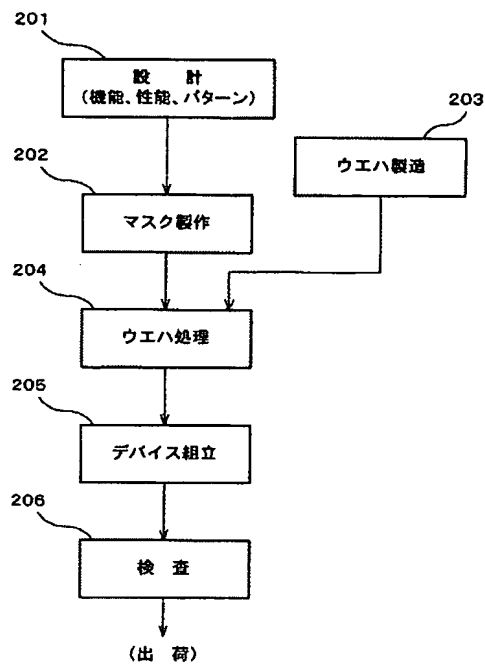 201
設 計
(機能、性能、パターン)
203
ウエハ製造
202
マスク製作
204
ウエハ処理
205
デバイス組立
206
検 査
(出 荷)